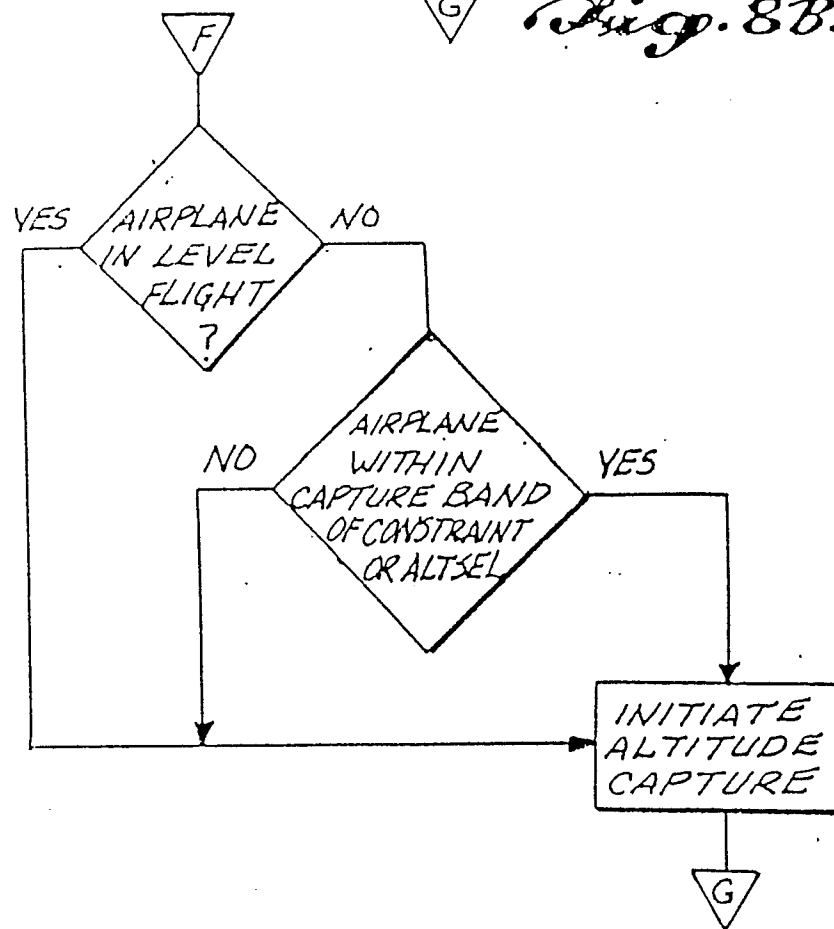 G
Fig. 8B.
F
YES
AIRPLANE
IN LEVEL
FLIGHT
?
NO
NO
AIRPLANE
WITHIN
CAPTURE BAND
OF CONSTRAINT
OR ALTSEL
YES
INITIATE
ALTITUDE
CAPTURE
G